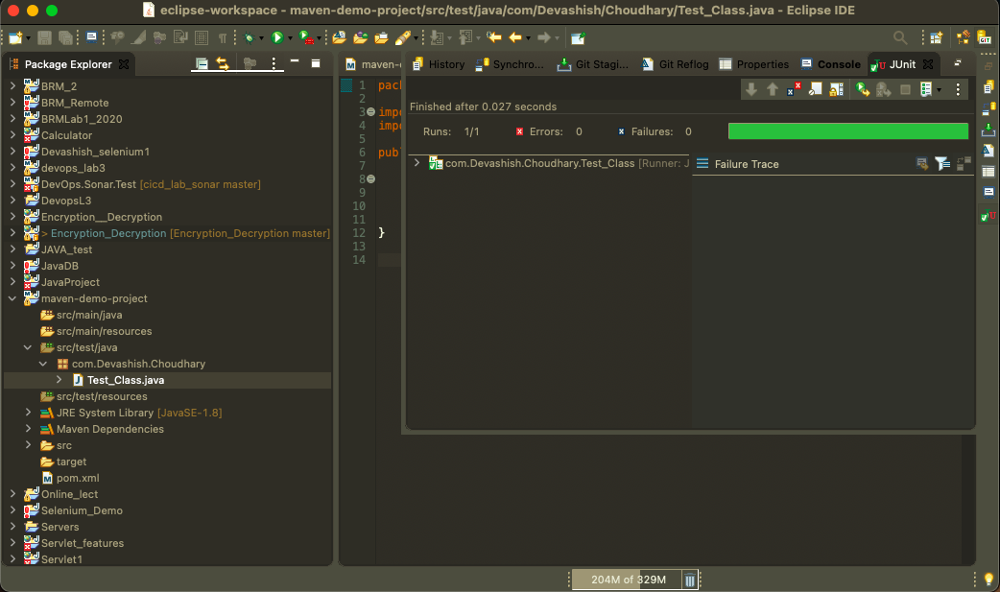 eclipse-workspace - maven-demo-project/src/test/java/com/Devashish/Choudhary/Test_Class.java - Eclipse IDE
Package Explorer
BRM_2
BRM_Remote
BRMLab1_2020
Calculator
Devashish_selenium1
devops_lab3
DevOps.Sonar.Test [cicd_lab_sonar master]
DevopsL3
Encryption__Decryption
> Encryption_Decryption [Encryption_Decryption master]
JAVA_test
JavaDB
JavaProject
maven-demo-project
src/main/java
src/main/resources
src/test/java
com.Devashish.Choudhary
Test_Class.java
src/test/resources
JRE System Library [JavaSE-1.8]
Maven Dependencies
src
target
pom.xml
Online_lect
Selenium_Demo
Servers
Servlet_features
Servlet1
maven-
1 pac
2
3 imp
4 imp
5
6 pub
7
8
9
10
11
12 }
13
14
History Synchro... Git Stagi... Git Reflog Properties Console JUnit
Finished after 0.027 seconds
Runs: 1/1 Errors: 0 Failures: 0
com.Devashish.Choudhary.Test_Class [Runner: J
Failure Trace
204M of 329M